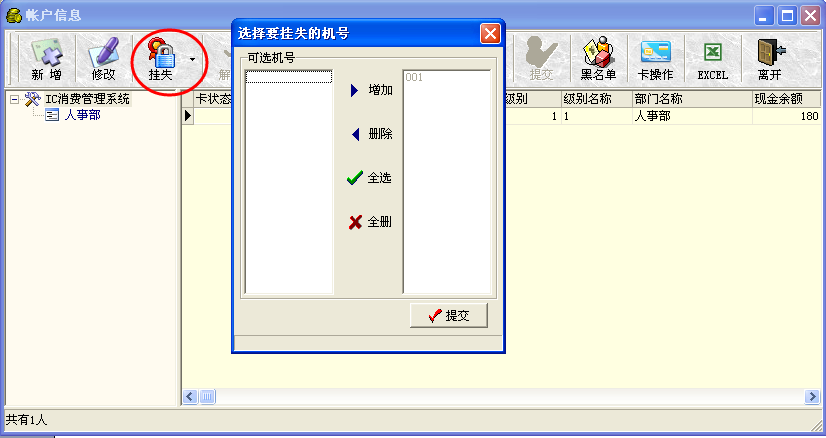 帐户信息
新 增
修改
挂失
解
提交
黑名单
卡操作
EXCEL
离开
选择要挂失的机号
可选机号
增加
删除
全选
全删
001
提交
IC消费管理系统
人事部
卡状态
级别
级别名称
部门名称
现金余额
1
1
人事部
180
共有1人